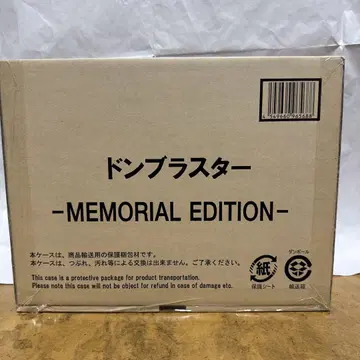 ドンブラスター
-MEMORIAL EDITION-
本ケースは、商品輸送用の保護梱包材です。
本ケースは、つぶれ、汚れ等による交換は出来ません。ご了承ください。
This case is a protective package for product transportation.
Please note this case will not be object for refund in case of damage etc.
紙
保護シート
ダンボール
輸送箱